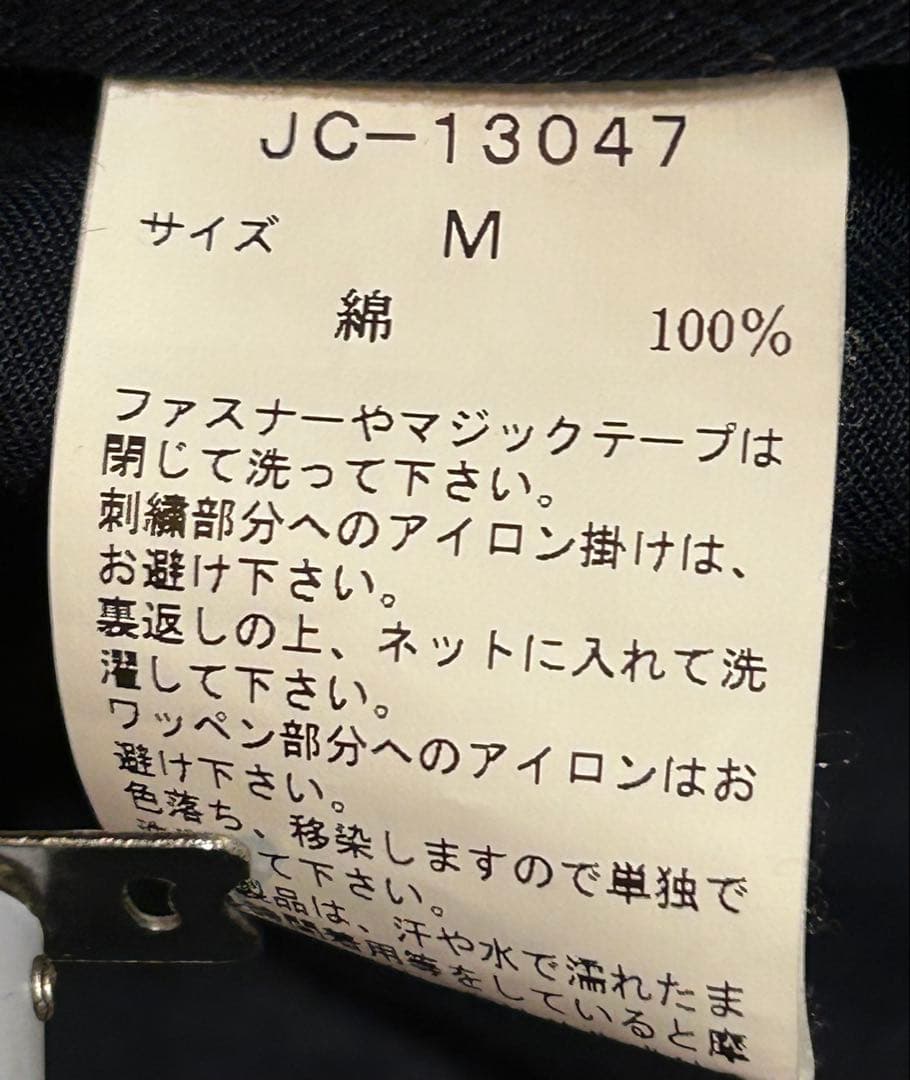 JC-13047
サイズ M
綿 100%
ファスナーやマジックテープは
閉じて洗って下さい。
刺繍部分へのアイロン掛けは、
お避け下さい。
裏返しの上、ネットに入れて洗
濯して下さい。
ワッペン部分へのアイロンはお
避け下さい。
色落ち、移染しますので単独で
て下さい。
製品は、汗や水で濡れたま
間着用等をしていると摩